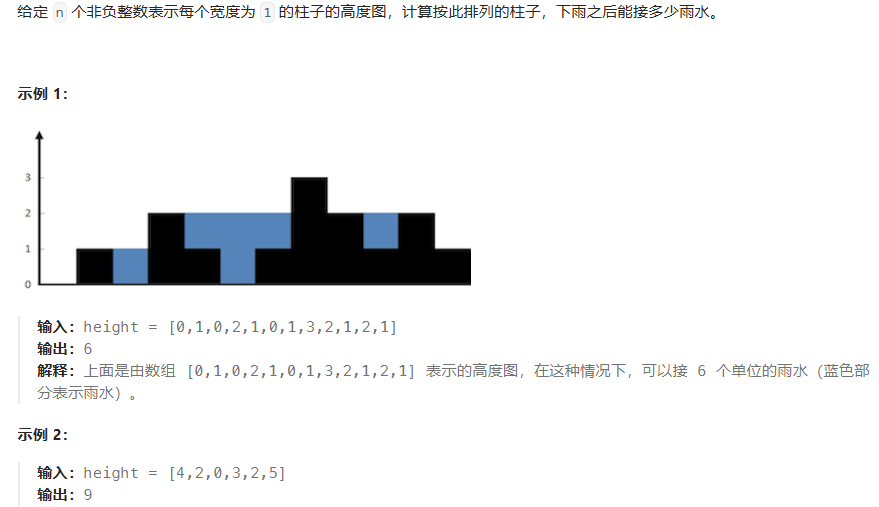 给定 n 个非负整数表示每个宽度为 1 的柱子的高度图，计算按此排列的柱子，下雨之后能接多少雨水。
示例 1：
3
2
1
0
输入：height = [0,1,0,2,1,0,1,3,2,1,2,1]
输出：6
解释：上面是由数组 [0,1,0,2,1,0,1,3,2,1,2,1] 表示的高度图，在这种情况下，可以接 6 个单位的雨水（蓝色部
分表示雨水）。
示例 2：
输入：height = [4,2,0,3,2,5]
输出：9